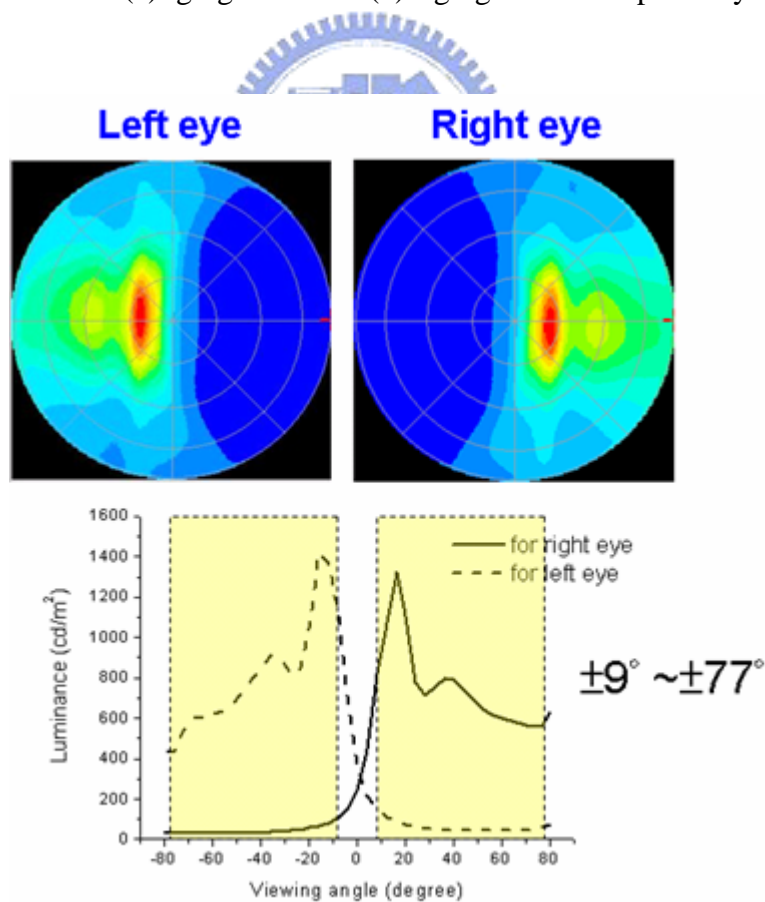 Left eye Right eye
1600
1400
1200
1000
800
600
400
200
0
Luminance (cd/m²)
for right eye
for left eye
±9° ~±77°
-80 -60 -40 -20 0 20 40 60 80
Viewing angle (degree)